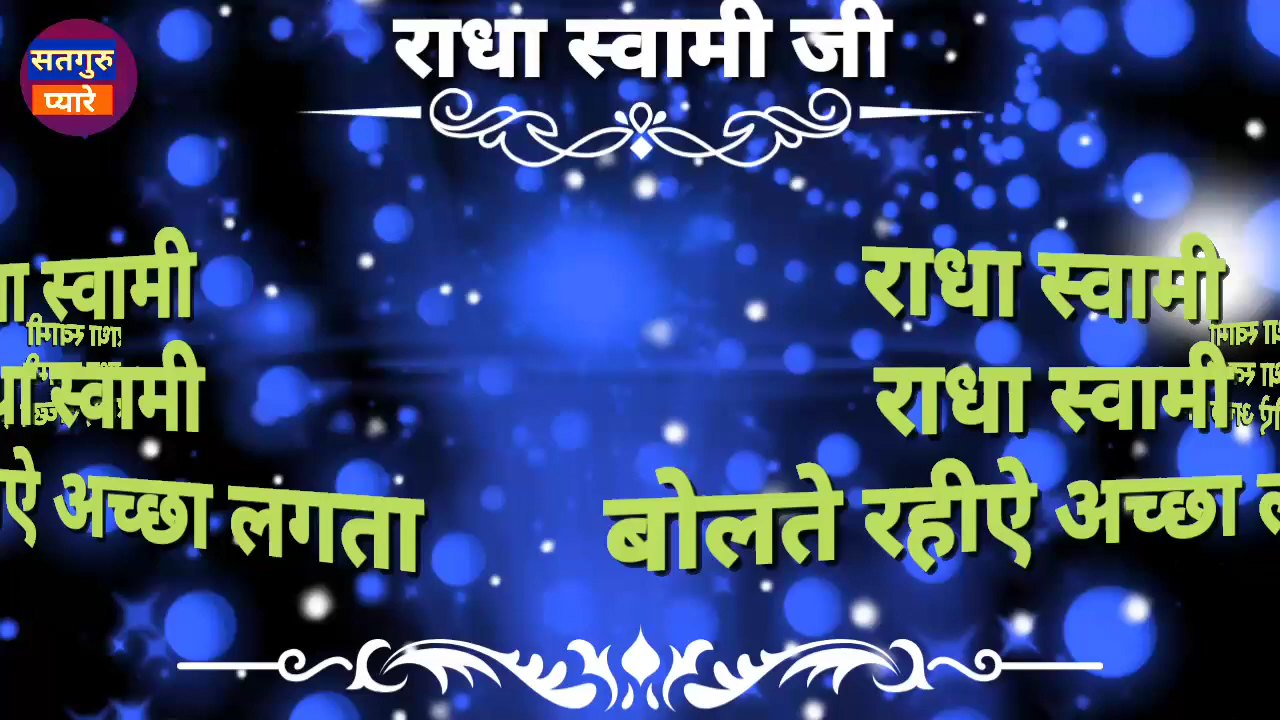 राधा स्वामी जी
सतगुरु
प्यारे
स्वामी
राधा स्वामी
स्वामी
राधा स्वामी
अच्छा लगता
बोलते रहीऐ अच्छा